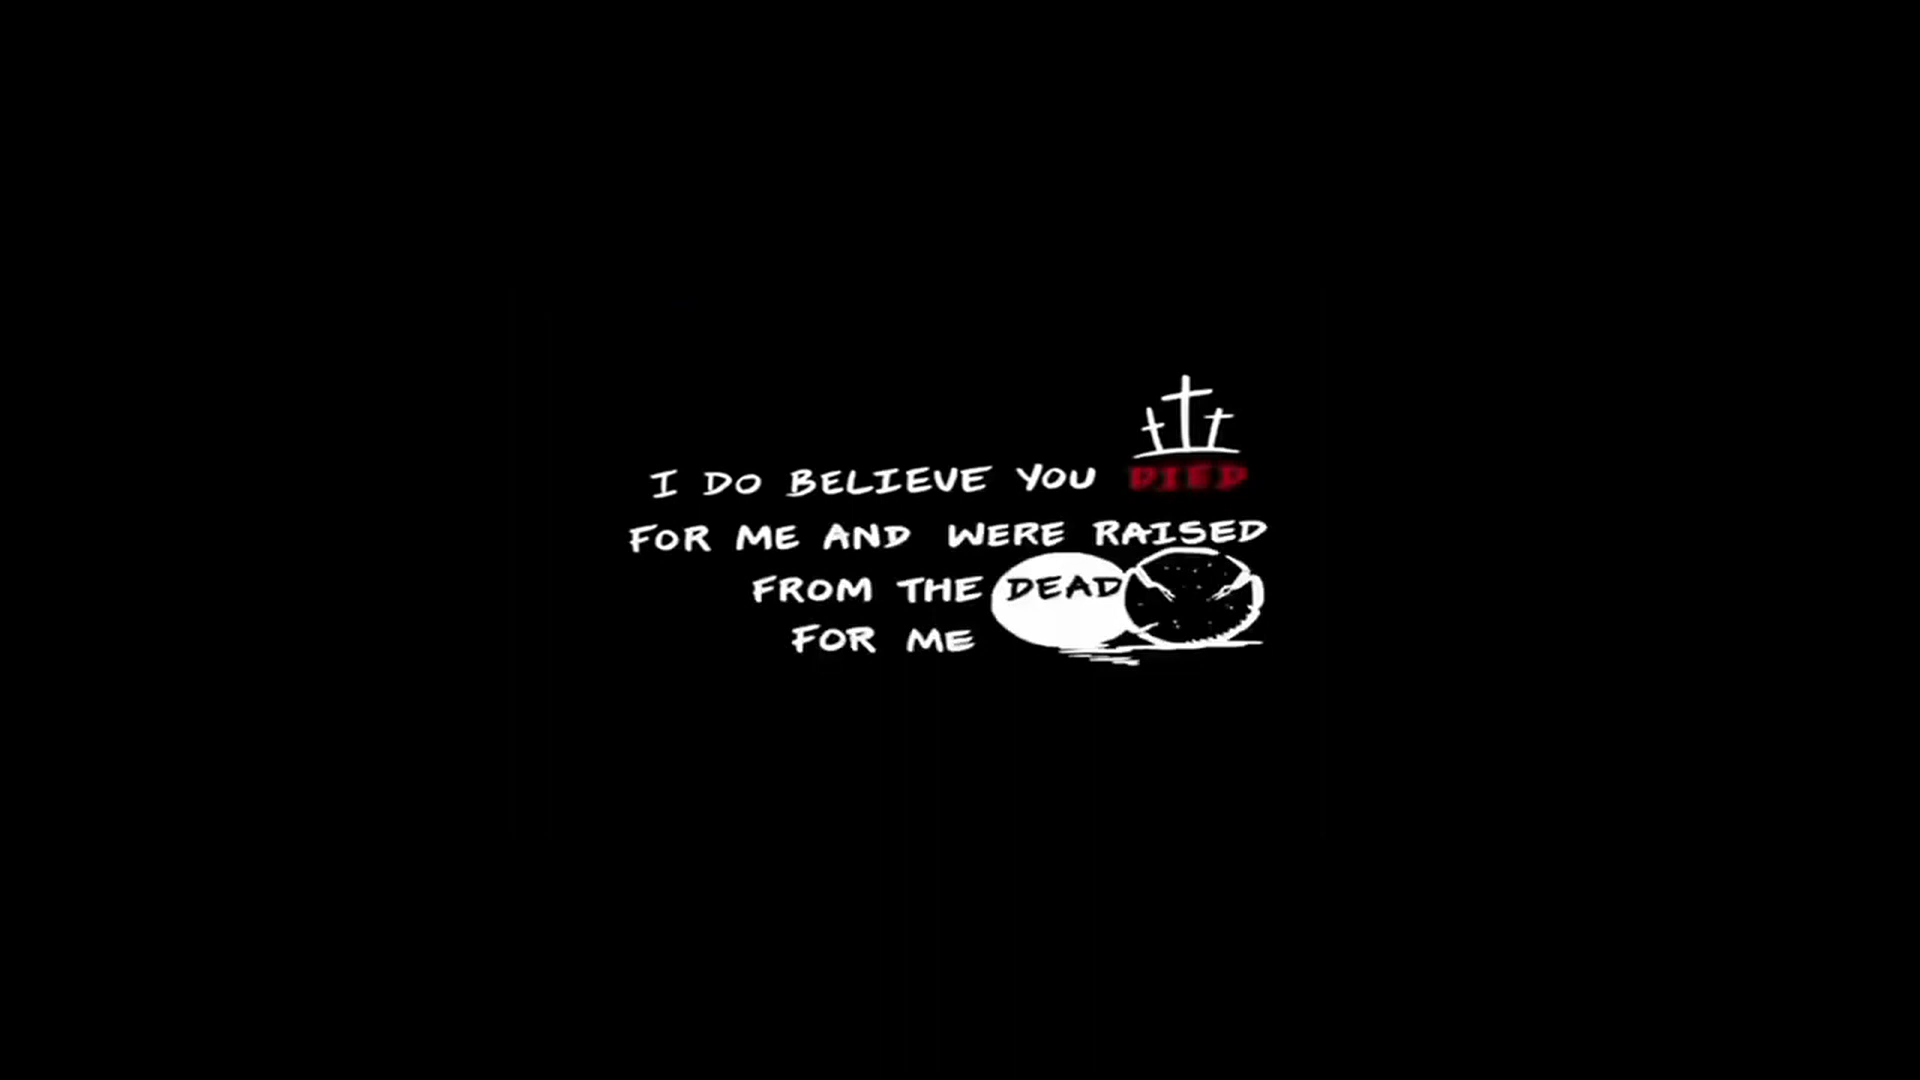 I DO BELIEVE YOU DIED
FOR ME AND WERE RAISED
FROM THE DEAD
FOR ME